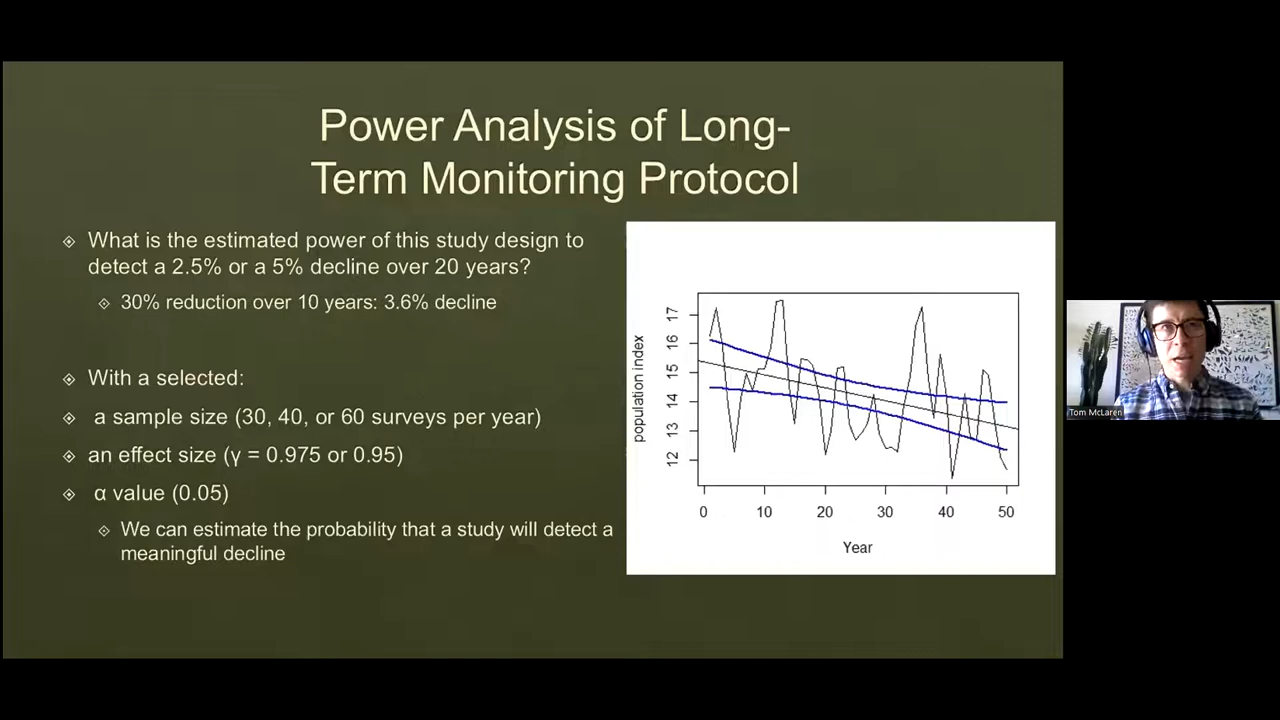 Power Analysis of Long-
Term Monitoring Protocol
What is the estimated power of this study design to
detect a 2.5% or a 5% decline over 20 years?
30% reduction over 10 years: 3.6% decline
With a selected:
a sample size (30, 40, or 60 surveys per year)
an effect size (γ = 0.975 or 0.95)
α value (0.05)
We can estimate the probability that a study will detect a
meaningful decline
population index
17
16
15
14
13
12
0 10 20 30 40 50
Year
Tom McLaren